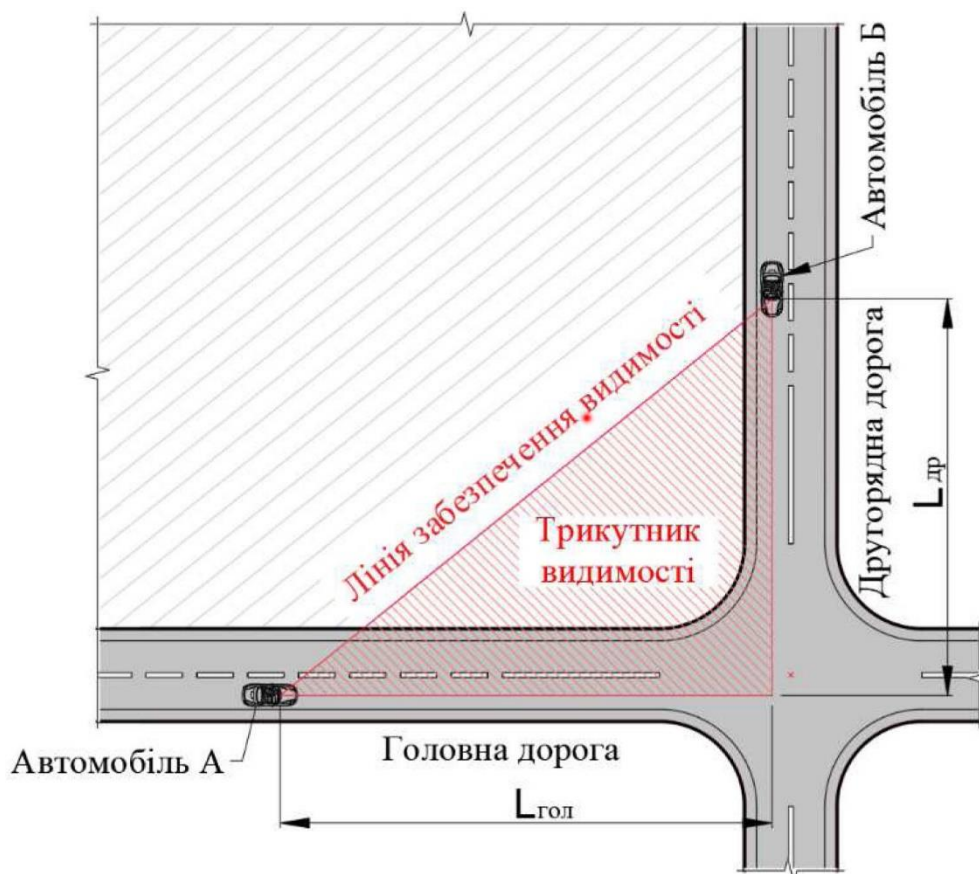 Автомобіль Б
Лінія забезпечення видимості
Трикутник
видимості
Другорядна дорога
Lдр
Автомобіль А
Головна дорога
Lгол